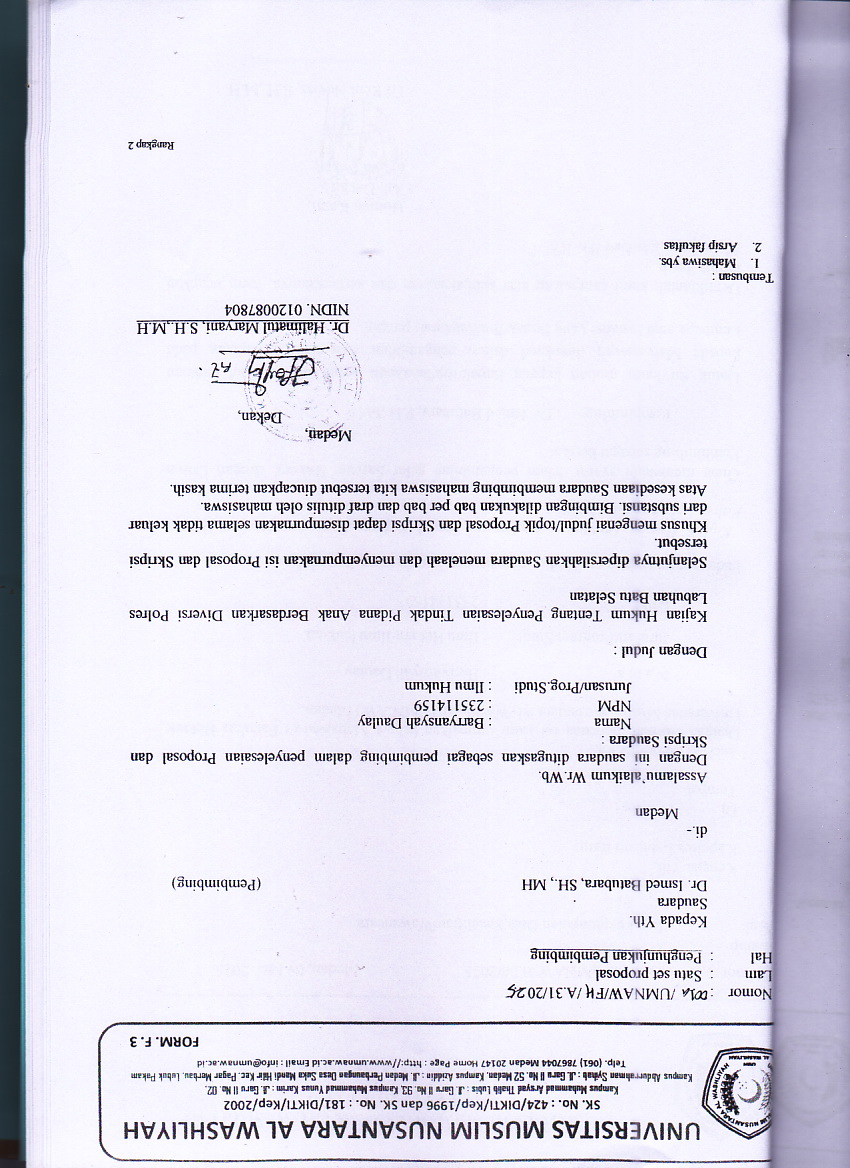 UNIVERSITAS MUSLIM NUSANTARA AL WASHLIYAH
SK. No. : 424/DIKTI/Kep/1996 dan SK. No. : 181/DIKTI/Kep/2002
Kampus Muhammad Arsyad Thalib Lubis : Jl. Garu II No. 93, Kampus Muhammad Yunus Karim : Jl. Garu II No. 02,
Kampus Abdurrahman Syihab : Jl. Garu II No. 52 Medan, Kampus Aziddin : Jl. Medan Perbaungan Desa Suka Mandi Hilir Kec. Pagar Merbau, Lubuk Pakam
Telp. (061) 7867044 Medan 20147 Home Page : http://www.umnaw.ac.id Email : info@umnaw.ac.id
FORM. F. 3
Nomor : /UMNAW/FH/A.31/2025
Lam : Satu set proposal
Hal : Penghunjukan Pembimbing
Kepada Yth.
Saudara
Dr. Ismed Batubara, SH., MH (Pembimbing)
di.-
Medan
Assalamu`alaikum Wr.Wb.
Dengan ini saudara ditugaskan sebagai pembimbing dalam penyelesaian Proposal dan
Skripsi Saudara :
Nama : Barryansyah Daulay
NPM : 235114159
Jurusan/Prog.Studi : Ilmu Hukum
Dengan Judul :
Kajian Hukum Tentang Penyelesaian Tindak Pidana Anak Berdasarkan Diversi Polres
Labuhan Batu Selatan
Selanjutnya dipersilahkan Saudara menelaah dan menyempurnakan isi Proposal dan Skripsi
tersebut.
Khusus mengenai judul/topik Proposal dan Skripsi dapat disempurnakan selama tidak keluar
dari substansi. Bimbingan dilakukan bab per bab dan draf ditulis oleh mahasiswa.
Atas kesediaan Saudara membimbing mahasiswa kita tersebut diucapkan terima kasih.
Medan,
Dekan,
Dr. Halimatul Maryani, S.H., M.H
NIDN. 0120087804
Tembusan :
1. Mahasiswa ybs.
2. Arsip fakultas
Rangkap 2